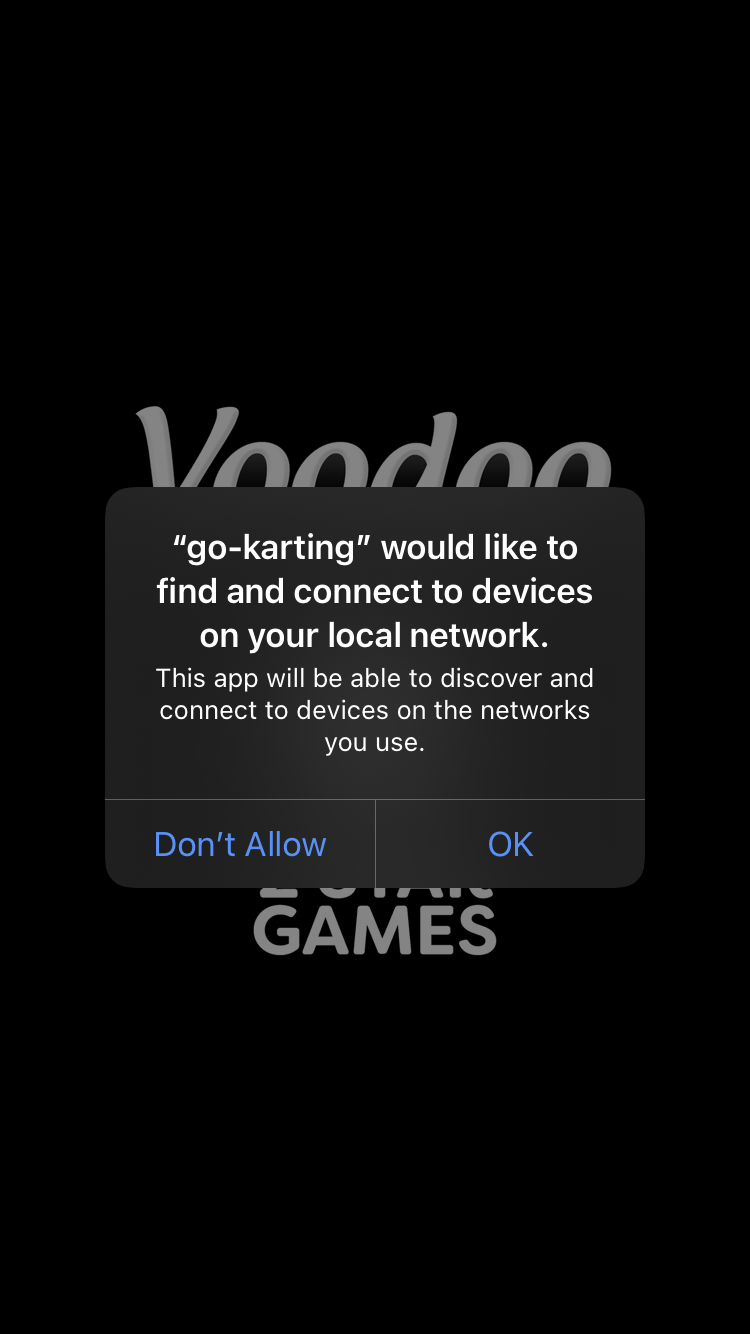 Voodoo
“go-karting” would like to
find and connect to devices
on your local network.
This app will be able to discover and
connect to devices on the networks
you use.
Don’t Allow
OK
GAMES